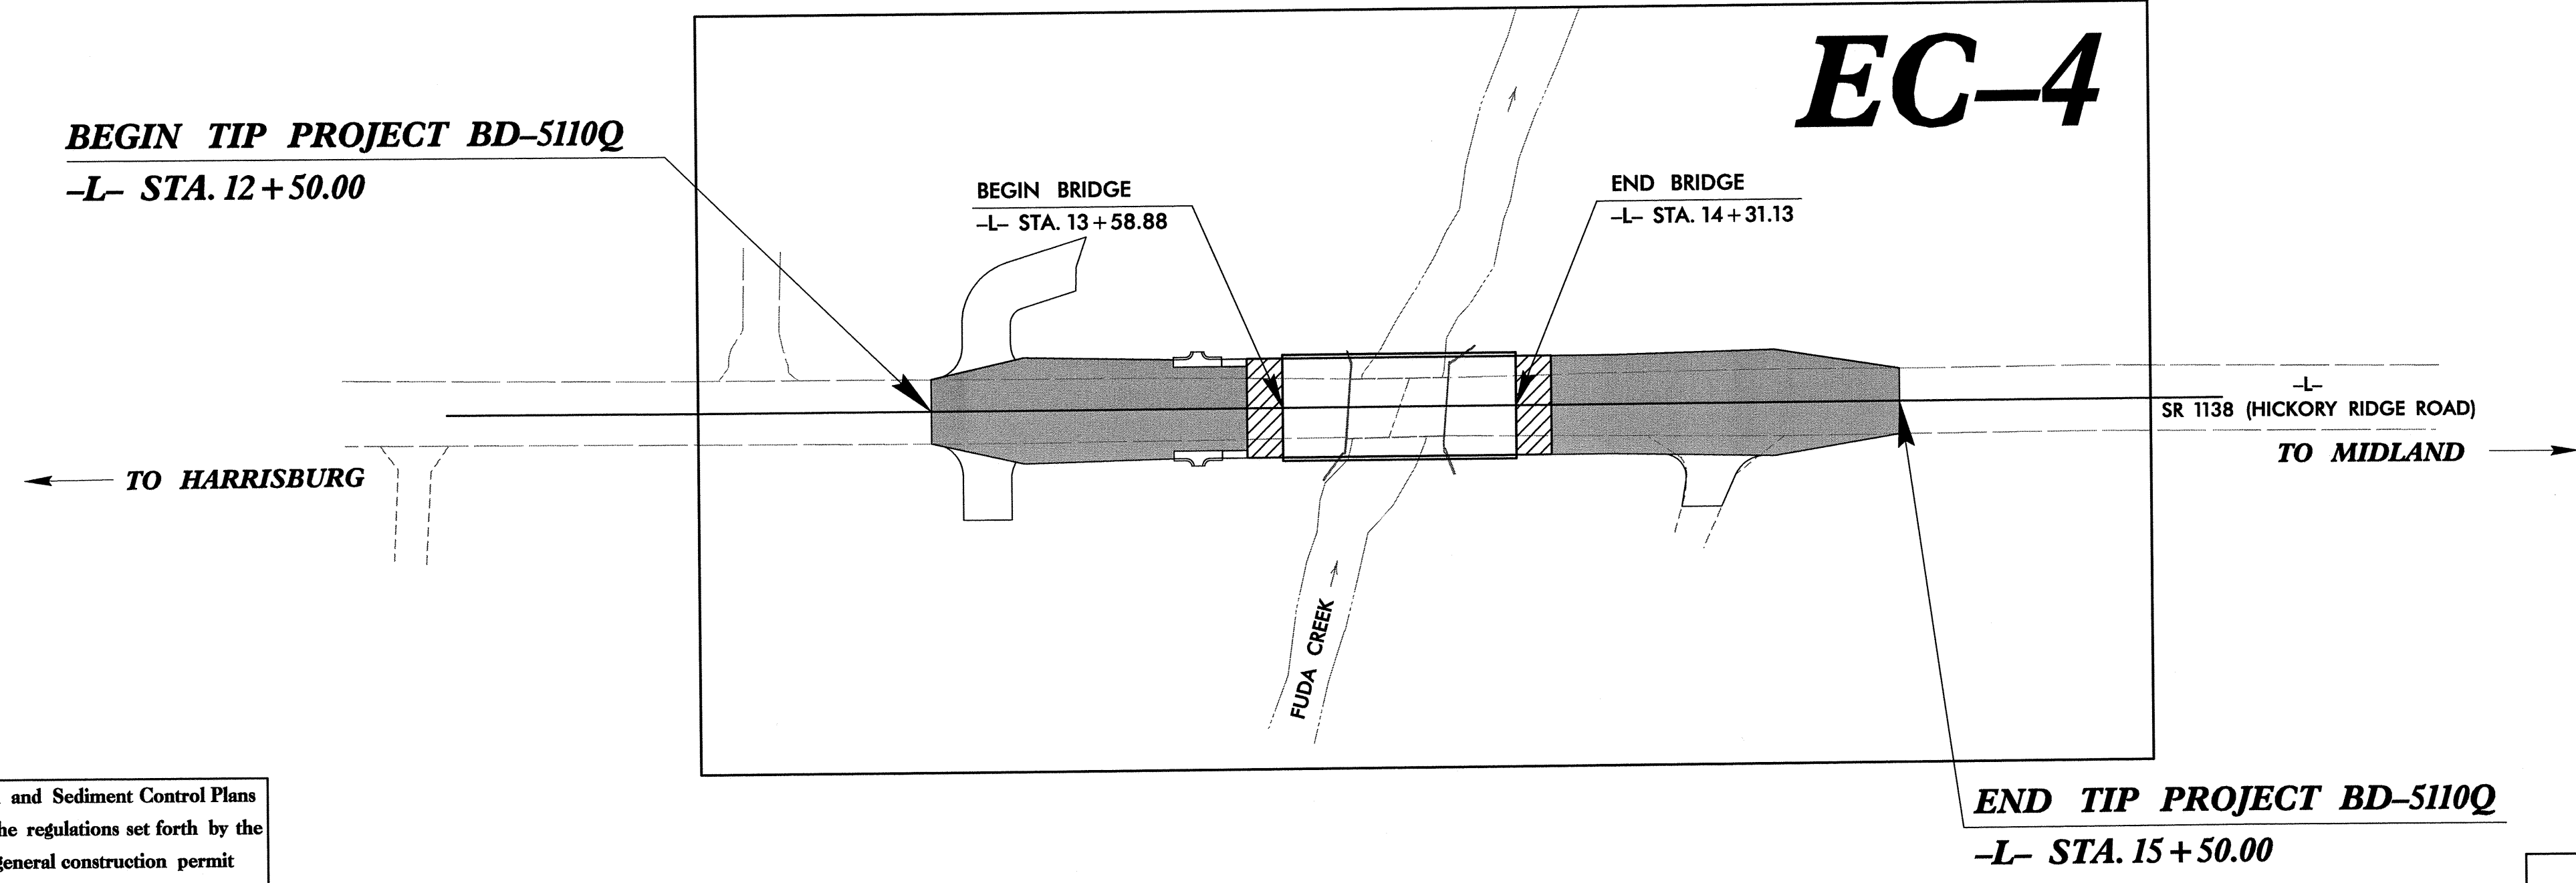 EC–4
BEGIN TIP PROJECT BD–5110Q
–L– STA. 12+50.00
BEGIN BRIDGE
–L– STA. 13+58.88
END BRIDGE
–L– STA. 14+31.13
–L–
SR 1138 (HICKORY RIDGE ROAD)
TO HARRISBURG
TO MIDLAND
FUDA CREEK
and Sediment Control Plans
he regulations set forth by the
general construction permit
END TIP PROJECT BD–5110Q
–L– STA. 15+50.00